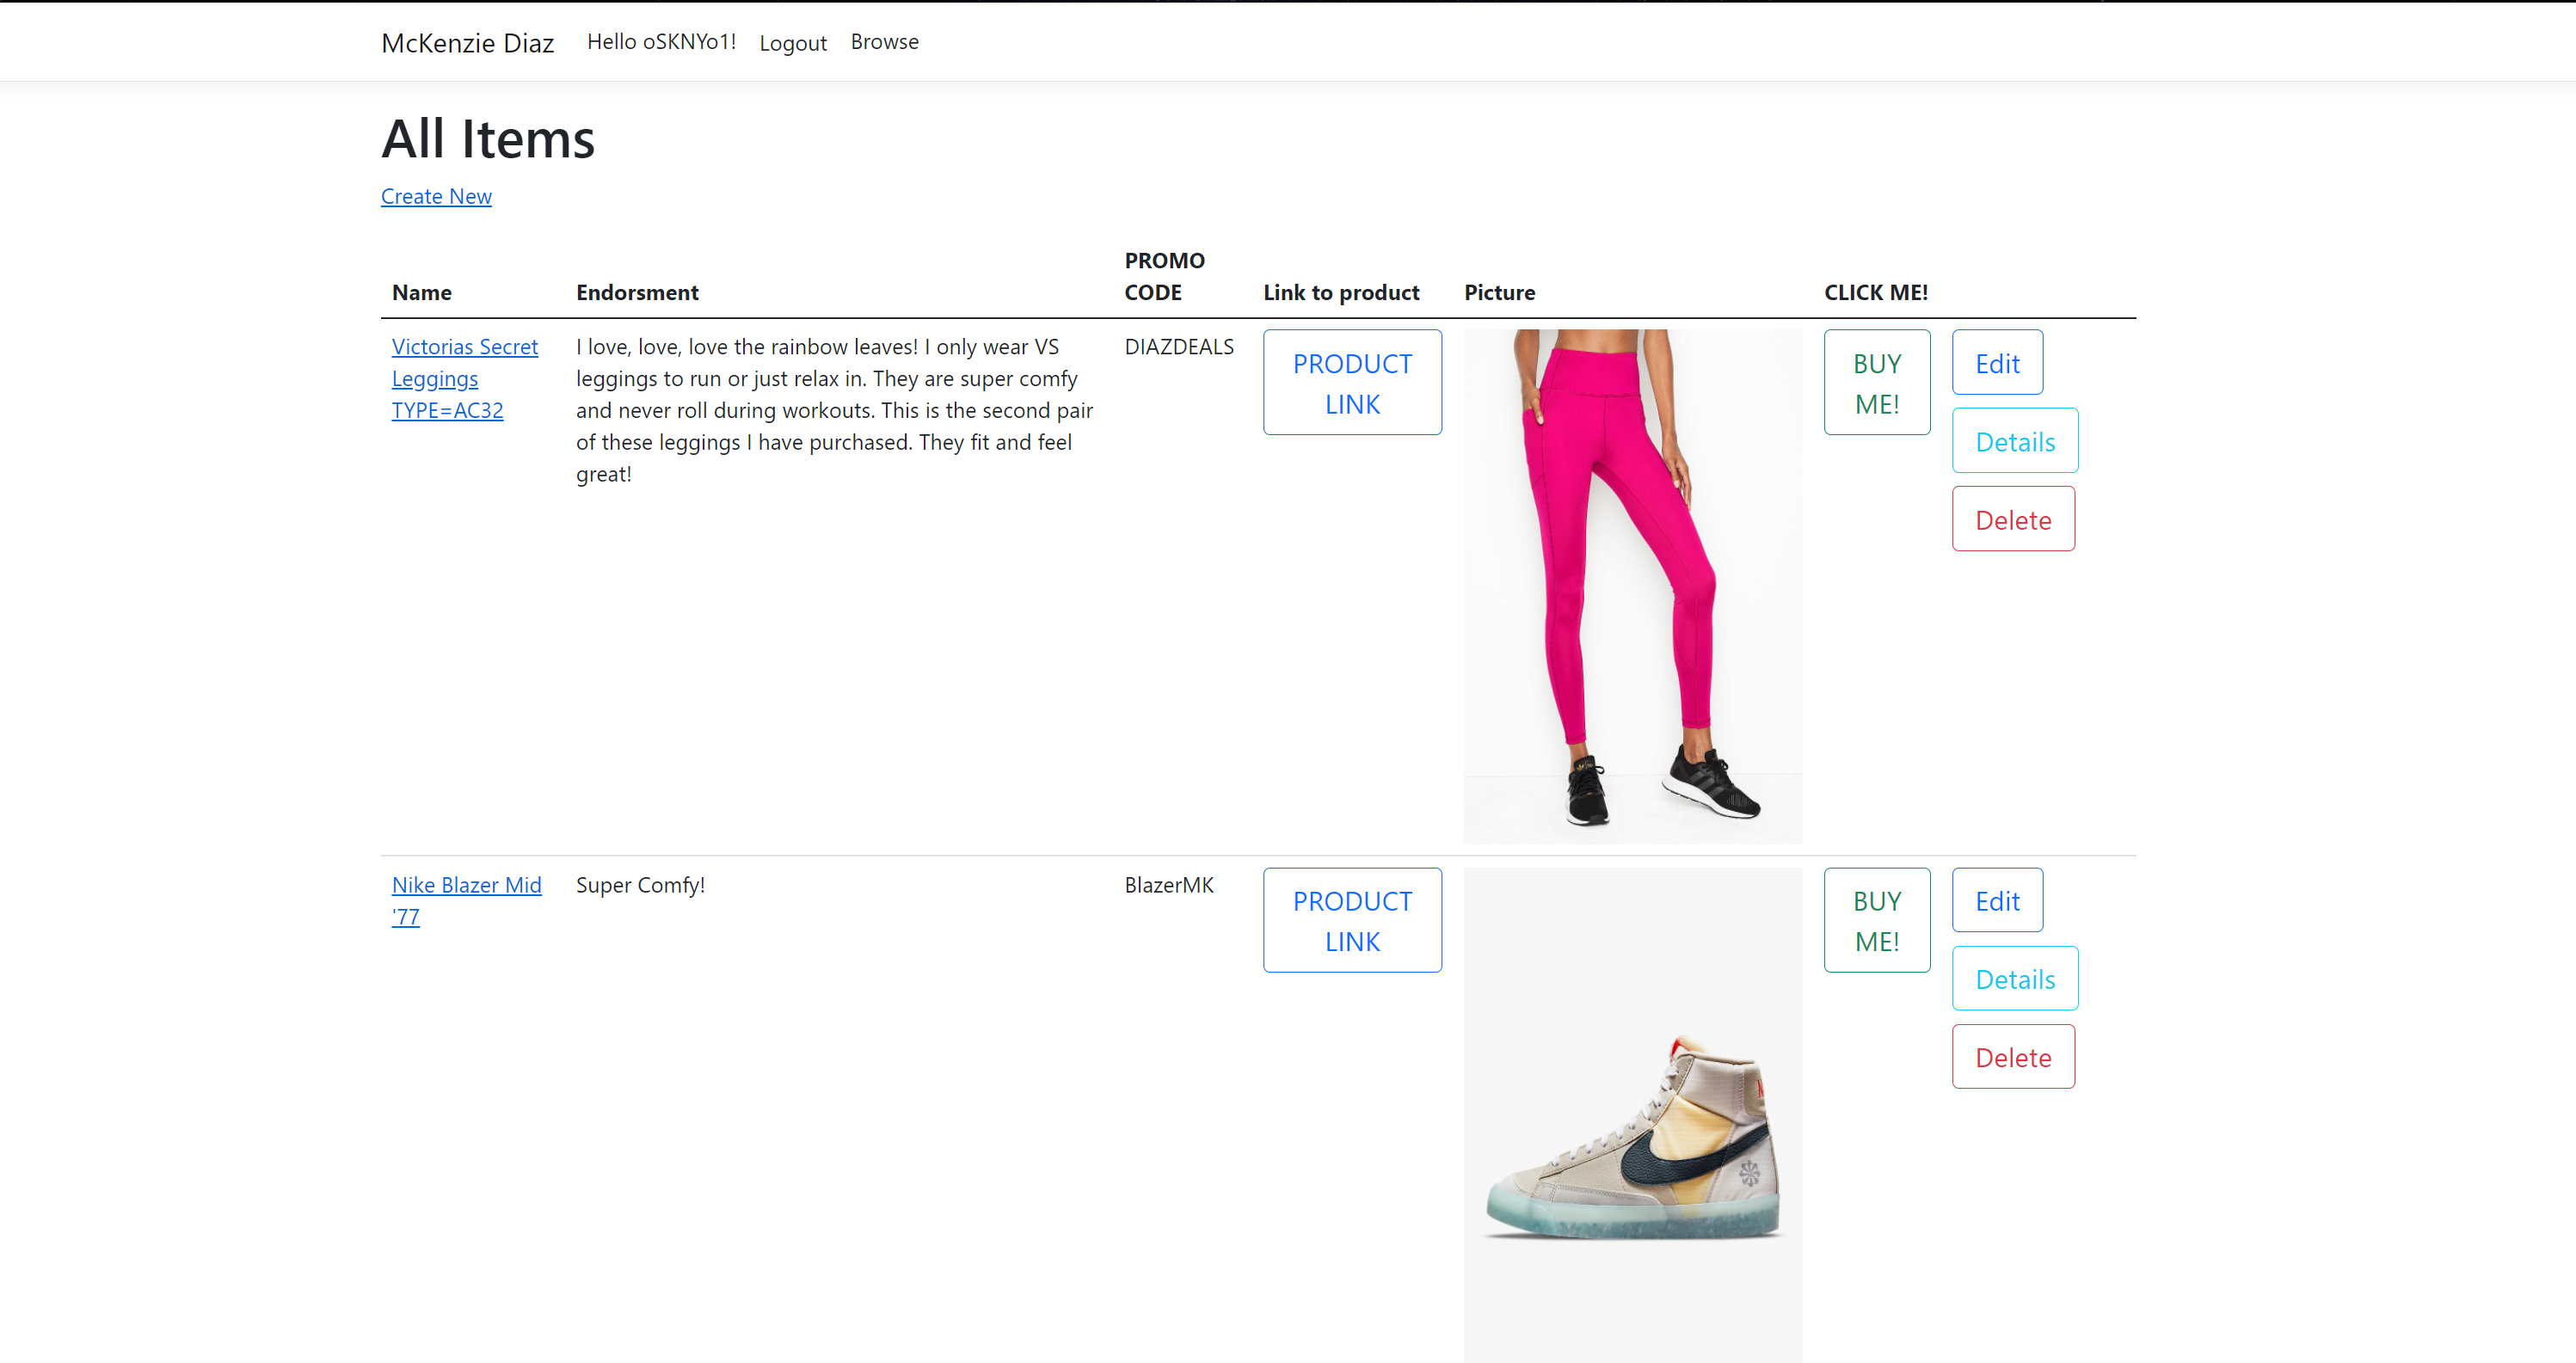 McKenzie Diaz Hello oSKNYo1! Logout Browse
All Items
Create New
Name Endorsment PROMO CODE Link to product Picture CLICK ME!
Victorias Secret
Leggings
TYPE=AC32
I love, love, love the rainbow leaves! I only wear VS
leggings to run or just relax in. They are super comfy
and never roll during workouts. This is the second pair
of these leggings I have purchased. They fit and feel
great!
DIAZDEALS
PRODUCT
LINK
BUY
ME!
Edit
Details
Delete
Nike Blazer Mid
'77
Super Comfy!
BlazerMK
PRODUCT
LINK
BUY
ME!
Edit
Details
Delete